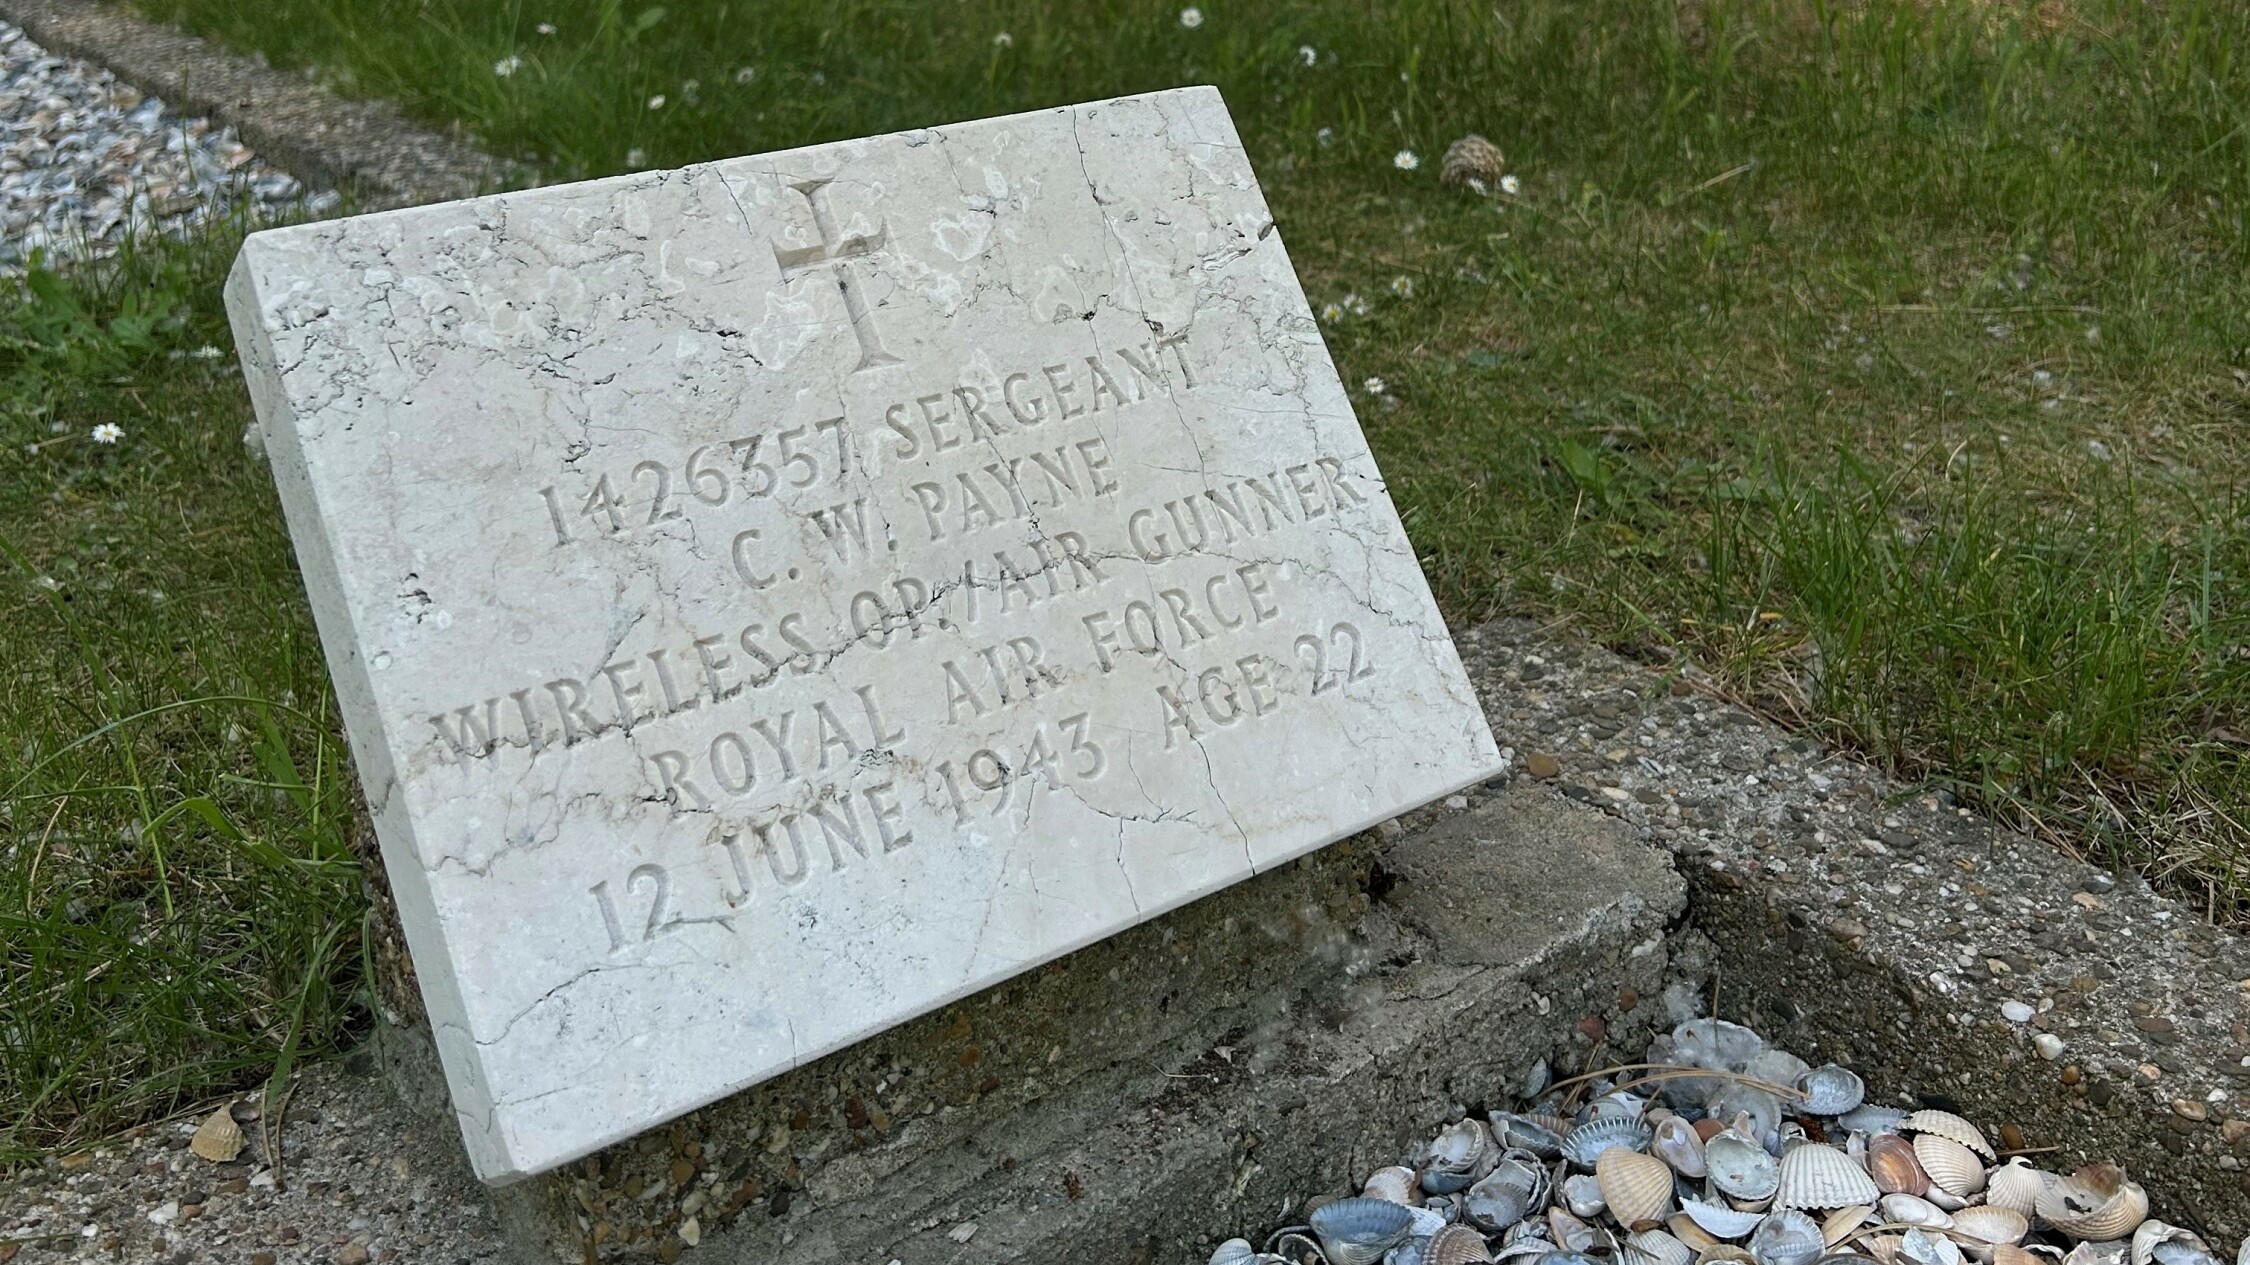 1426357 SERGEANT
C. W. PAYNE
WIRELESS OP./AIR GUNNER
ROYAL AIR FORCE
12 JUNE 1943 AGE 22